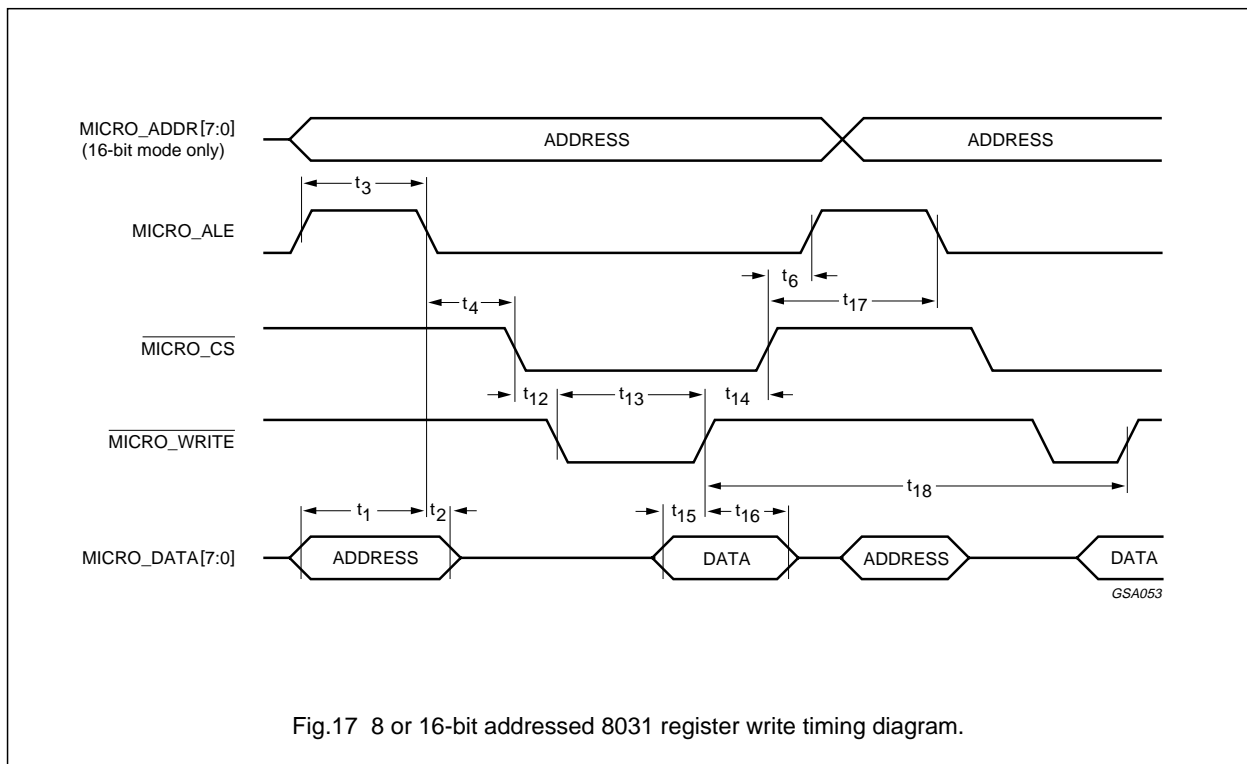 MICRO_ADDR[7:0]
(16-bit mode only)
ADDRESS
ADDRESS
t3
MICRO_ALE
t6
t17
t4
MICRO_CS
t12
t13
t14
MICRO_WRITE
t18
t1
t2
t15
t16
MICRO_DATA[7:0]
ADDRESS
DATA
ADDRESS
DATA
GSA053
Fig.17 8 or 16-bit addressed 8031 register write timing diagram.